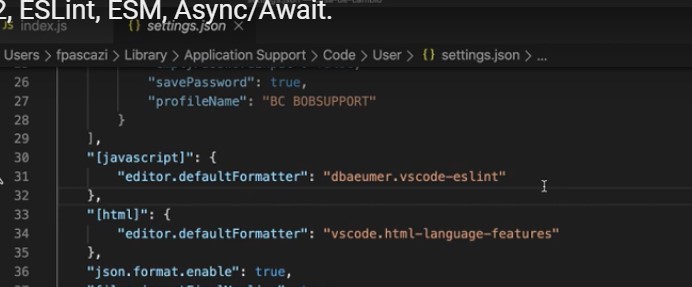 2, ESLint, ESM, Async/Await.
index.js
{} settings.json ×
Users > fpascazi > Library > Application Support > Code > User > {} settings.json > ...
26 "savePassword": true,
27 "profileName": "BC BOBSUPPORT"
28 }
29 ],
30 "[javascript]": {
31 "editor.defaultFormatter": "dbaeumer.vscode-eslint"
32 },
33 "[html]": {
34 "editor.defaultFormatter": "vscode.html-language-features"
35 },
36 "json.format.enable": true,